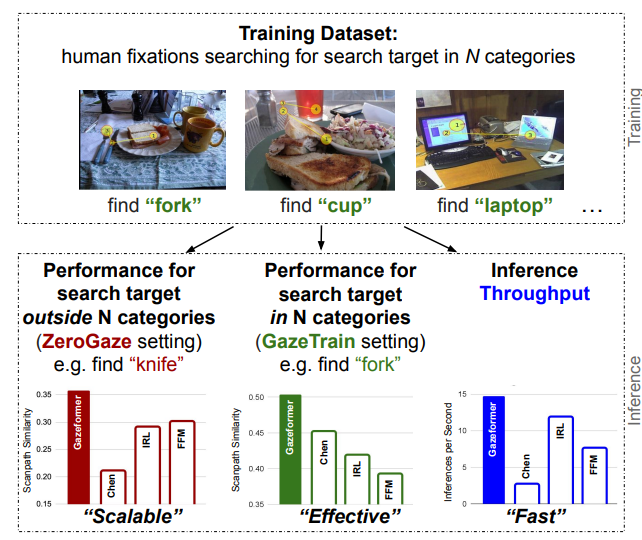 Training Dataset:
human fixations searching for search target in N categories
find “fork”
find “cup”
find “laptop”
...
Training
Performance for
search target
outside N categories
(ZeroGaze setting)
e.g. find “knife”
Performance for
search target
in N categories
(GazeTrain setting)
e.g. find “fork”
Inference
Throughput
Scanpath Similarity
0.35
0.30
0.25
0.20
0.15
Gazeformer
Chen
IRL
FFM
“Scalable”
Scanpath Similarity
0.50
0.45
0.40
0.35
Gazeformer
Chen
IRL
FFM
“Effective”
Inferences per Second
15
10
5
0
Gazeformer
Chen
IRL
FFM
“Fast”
Inference